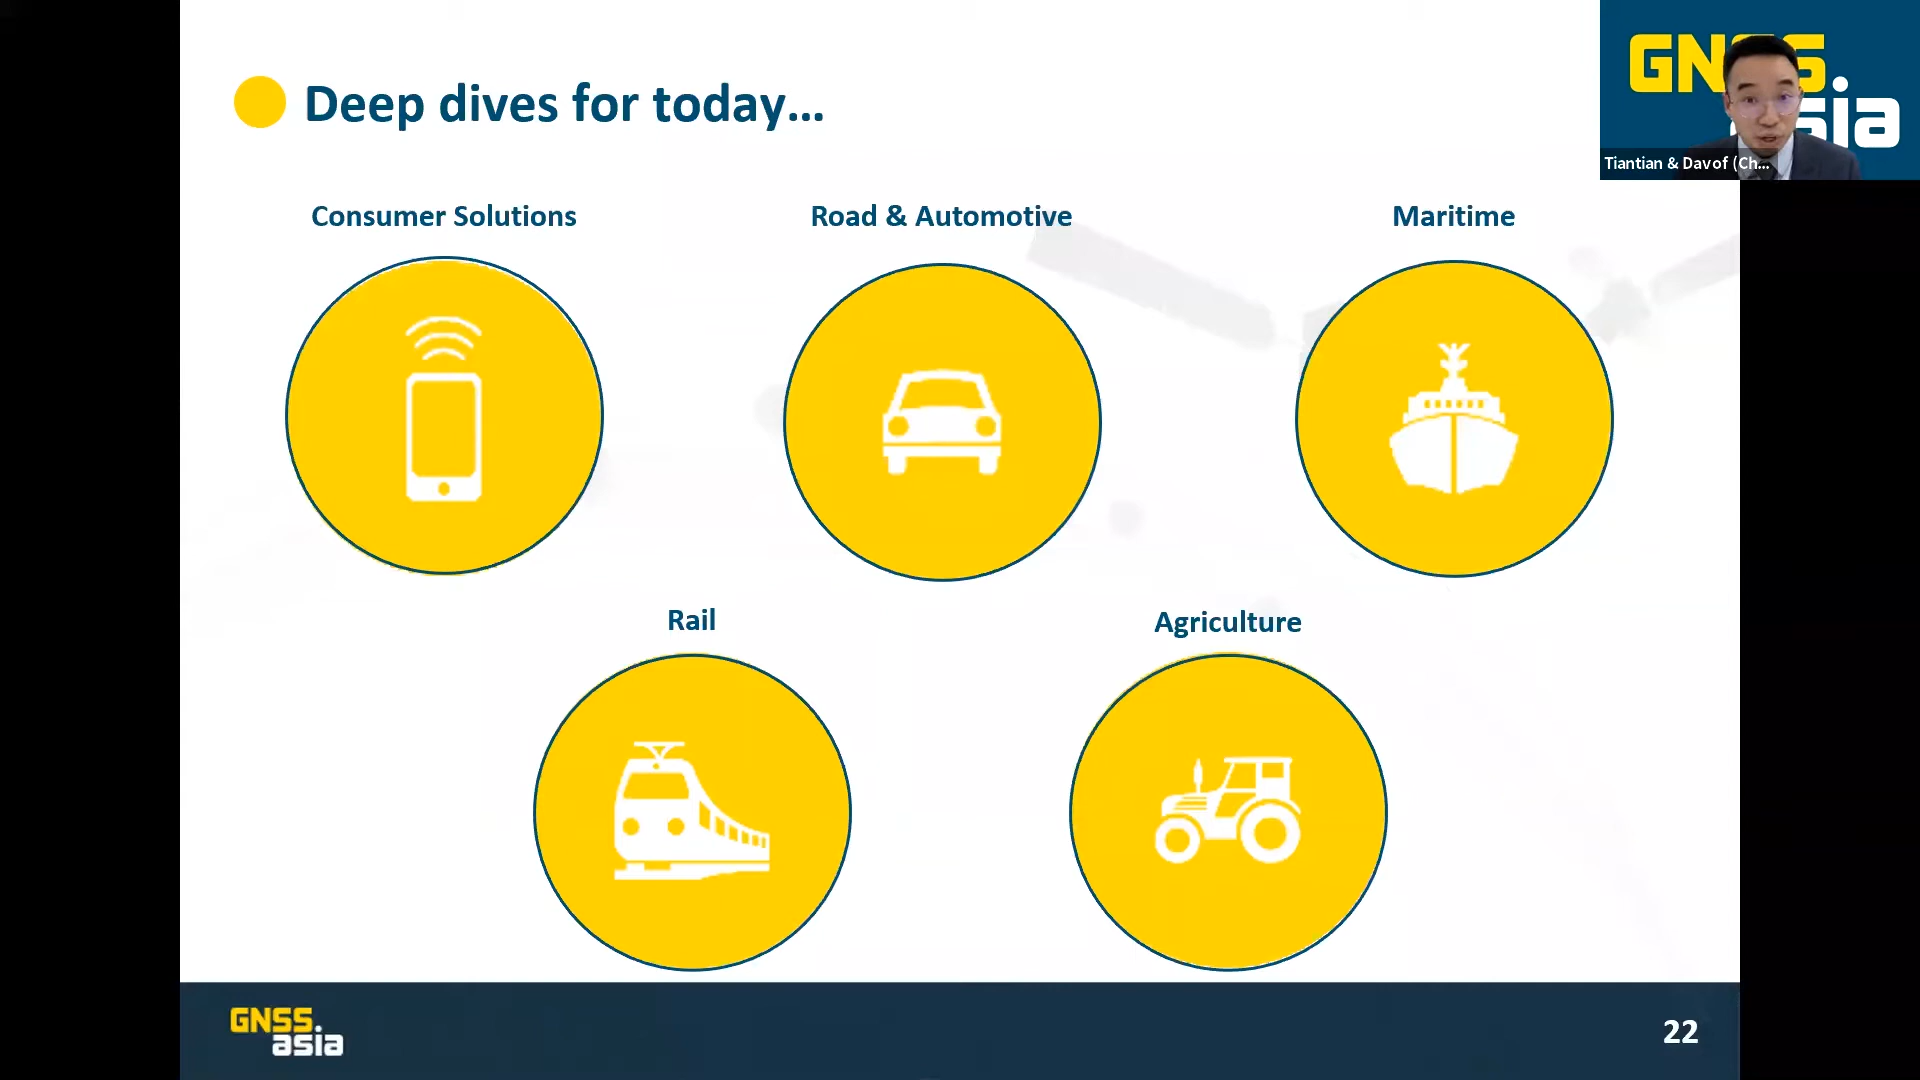 Deep dives for today...
GNSS.
asia
Tiantian & Davof (Ch...
Consumer Solutions
Road & Automotive
Maritime
Rail
Agriculture
GNSS.
asia
22